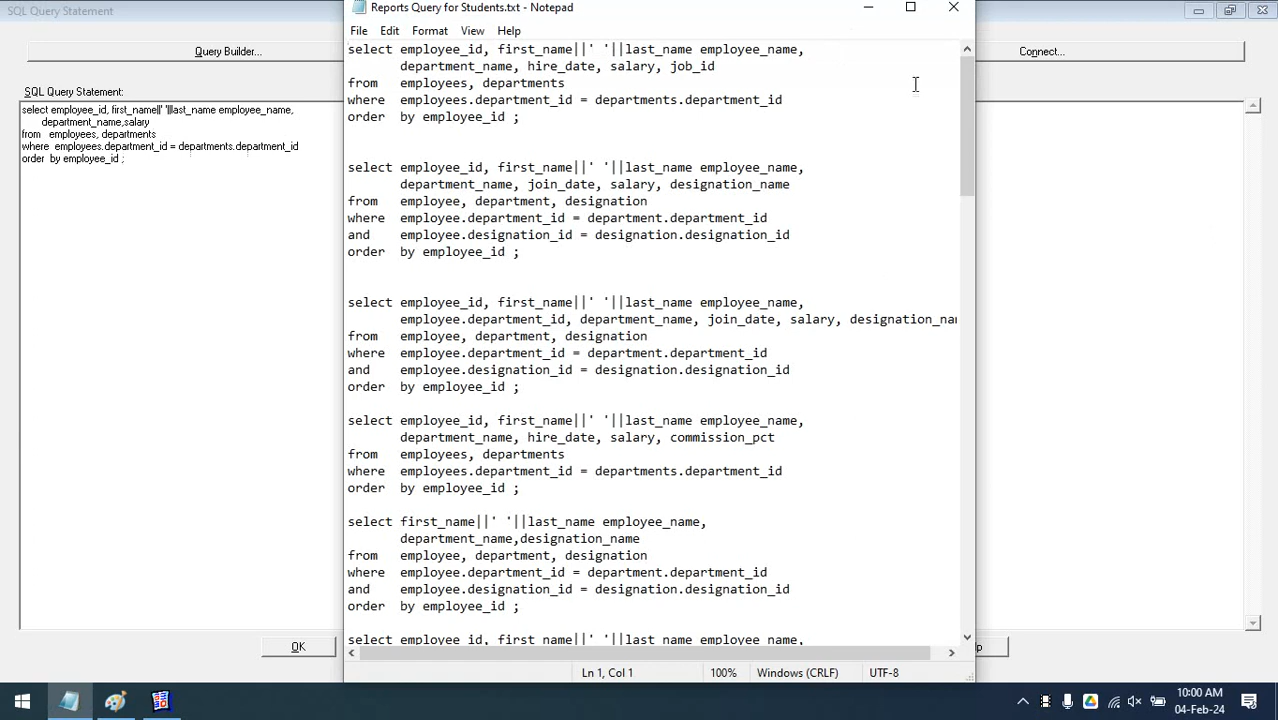 SQL Query Statement
Query Builder...
Connect...
SQL Query Statement:
select employee_id, first_name||' '||last_name employee_name,
department_name,salary
from employees, departments
where employees.department_id = departments.department_id
order by employee_id ;
OK
Reports Query for Students.txt - Notepad
File Edit Format View Help
select employee_id, first_name||' '||last_name employee_name,
department_name, hire_date, salary, job_id
from employees, departments
where employees.department_id = departments.department_id
order by employee_id ;
select employee_id, first_name||' '||last_name employee_name,
department_name, join_date, salary, designation_name
from employee, department, designation
where employee.department_id = department.department_id
and employee.designation_id = designation.designation_id
order by employee_id ;
select employee_id, first_name||' '||last_name employee_name,
employee.department_id, department_name, join_date, salary, designation_na
from employee, department, designation
where employee.department_id = department.department_id
and employee.designation_id = designation.designation_id
order by employee_id ;
select employee_id, first_name||' '||last_name employee_name,
department_name, hire_date, salary, commission_pct
from employees, departments
where employees.department_id = departments.department_id
order by employee_id ;
select first_name||' '||last_name employee_name,
department_name,designation_name
from employee, department, designation
where employee.department_id = department.department_id
and employee.designation_id = designation.designation_id
order by employee_id ;
select employee_id, first_name||' '||last_name employee_name,
Ln 1, Col 1 100% Windows (CRLF) UTF-8
10:00 AM
04-Feb-24